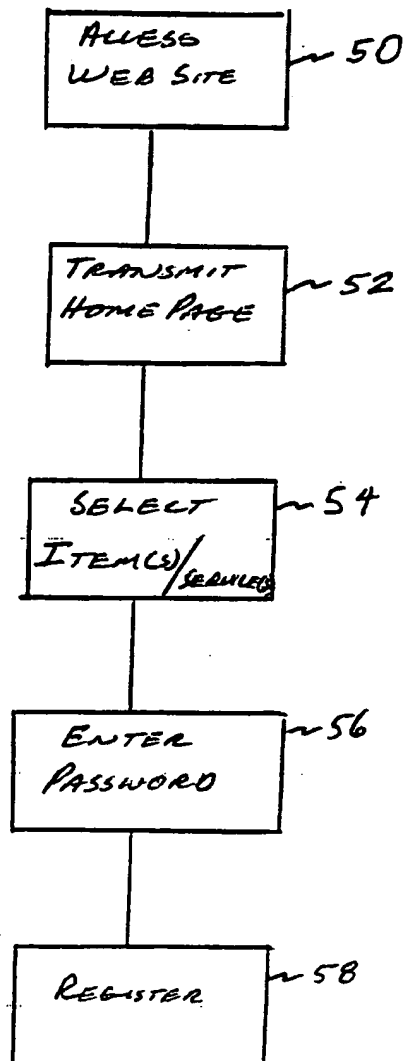 ACCESS
WEB SITE
50
TRANSMIT
HOME PAGE
52
SELECT
ITEM(S)/SERVICE(S)
54
ENTER
PASSWORD
56
REGISTER
58